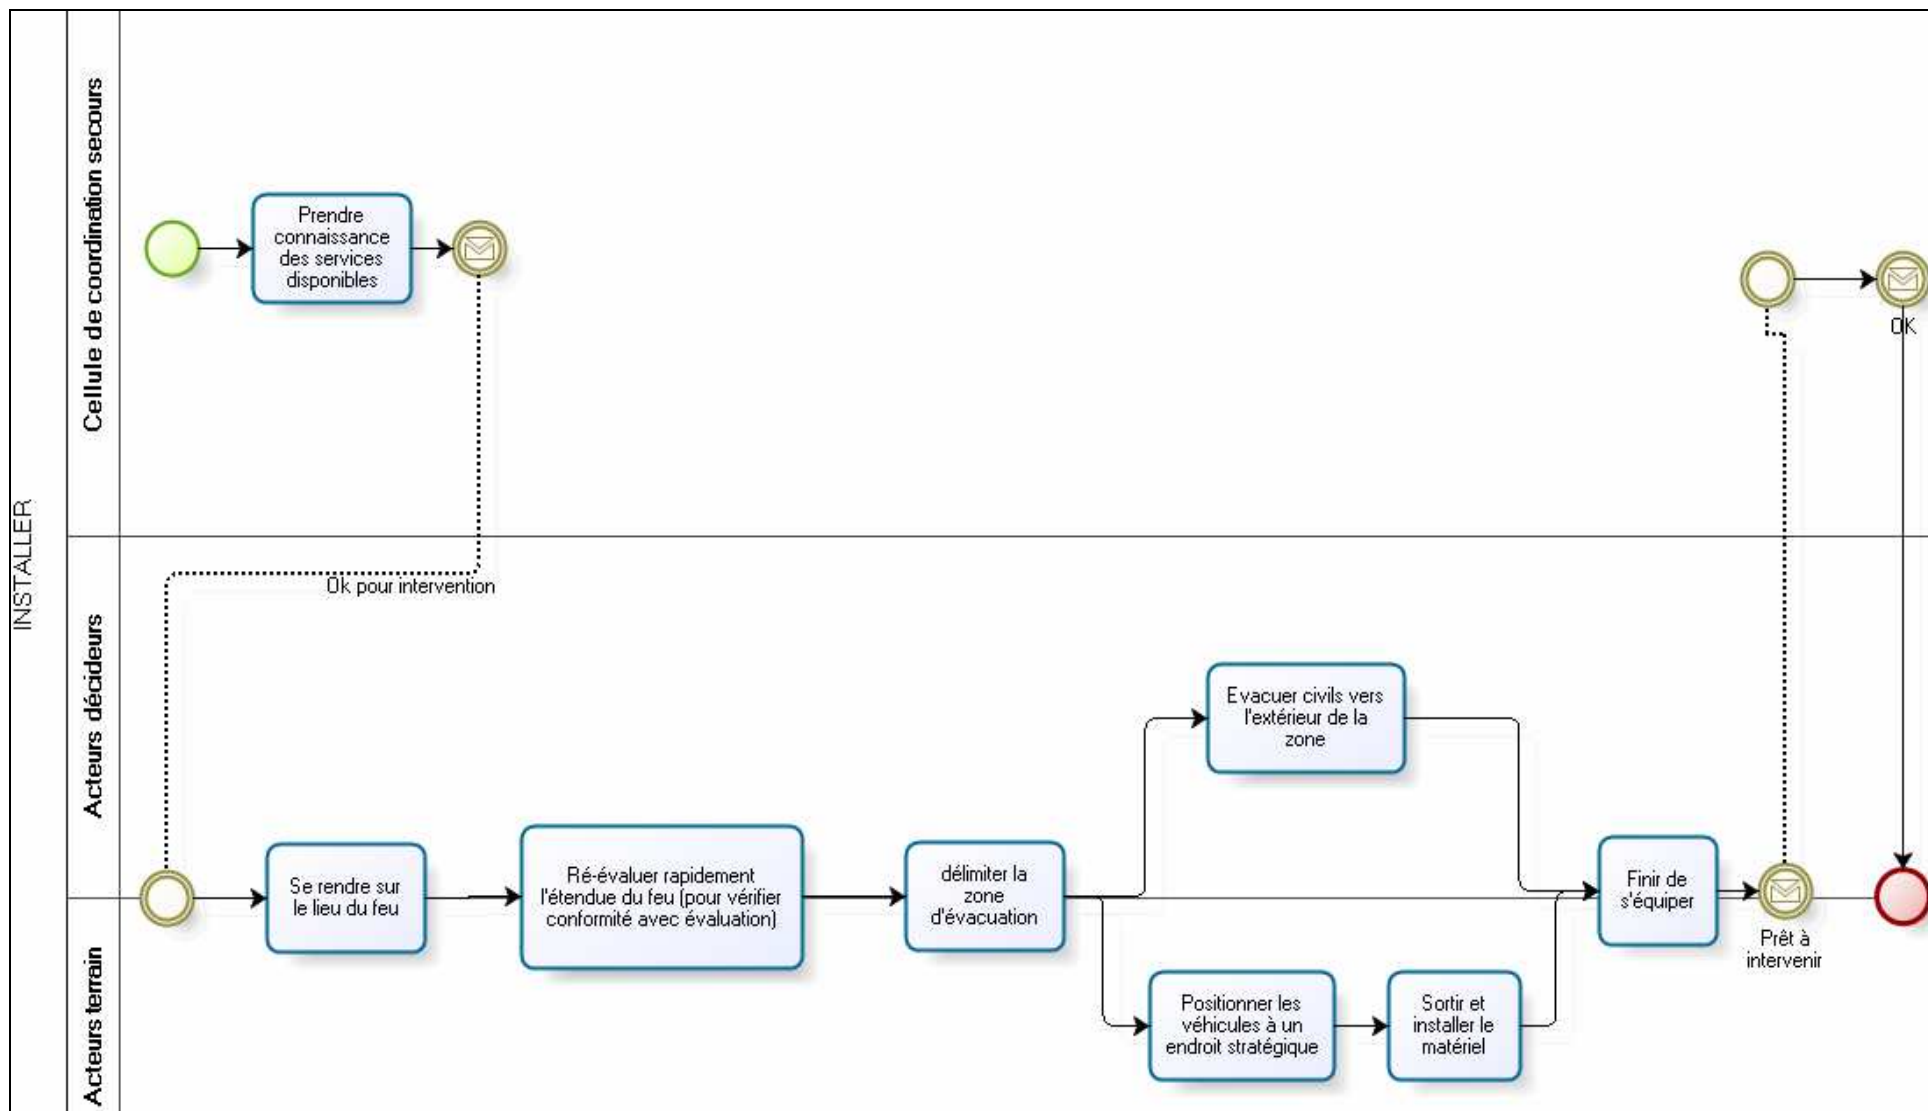 INSTALLER
Cellule de coordination secours
Prendre
connaissance
des services
disponibles
OK
Ok pour intervention
Acteurs décideurs
Evacuer civils vers
l'extérieur de la
zone
Se rendre sur
le lieu du feu
Ré-évaluer rapidement
l'étendue du feu (pour vérifier
conformité avec évaluation)
délimiter la
zone
d'évacuation
Finir de
s'équiper
Prêt à
intervenir
Acteurs terrain
Positionner les
véhicules à un
endroit stratégique
Sortir et
installer le
matériel